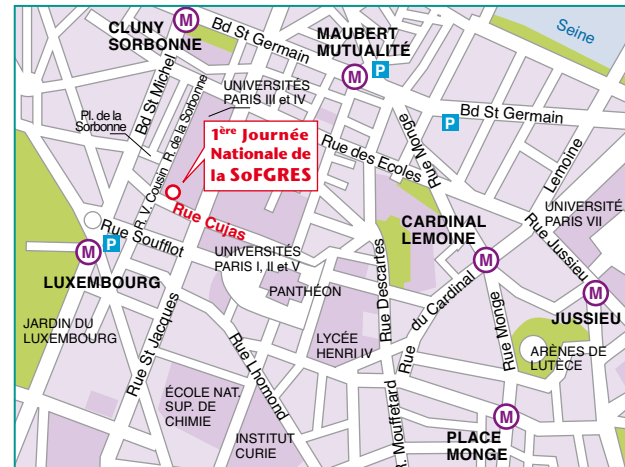 CLUNY
SORBONNE
M
Bd St Germain
MAUBERT
MUTUALITÉ
M
P
Seine
Bd St Michel
R. de la Sorbonne
UNIVERSITÉS
PARIS III et IV
Pl. de la
Sorbonne
1ère Journée
Nationale de
la SoFGRES
P
Bd St Germain
Rue des Ecoles
Rue Monge
Lemoine
R. V. Cousin
Rue Cujas
Rue Soufflot
P
M
LUXEMBOURG
UNIVERSITÉS
PARIS I, II et V
PANTHÉON
Rue Descartes
CARDINAL
LEMOINE
M
UNIVERSITÉ
PARIS VII
Rue Jussieu
M
JUSSIEU
JARDIN DU
LUXEMBOURG
Rue St Jacques
Rue Lhomond
LYCÉE
HENRI IV
Rue du Cardinal
Rue Monge
ARÈNES DE
LUTÈCE
ÉCOLE NAT.
SUP. DE
CHIMIE
INSTITUT
CURIE
R. Mouffetard
M
PLACE
MONGE